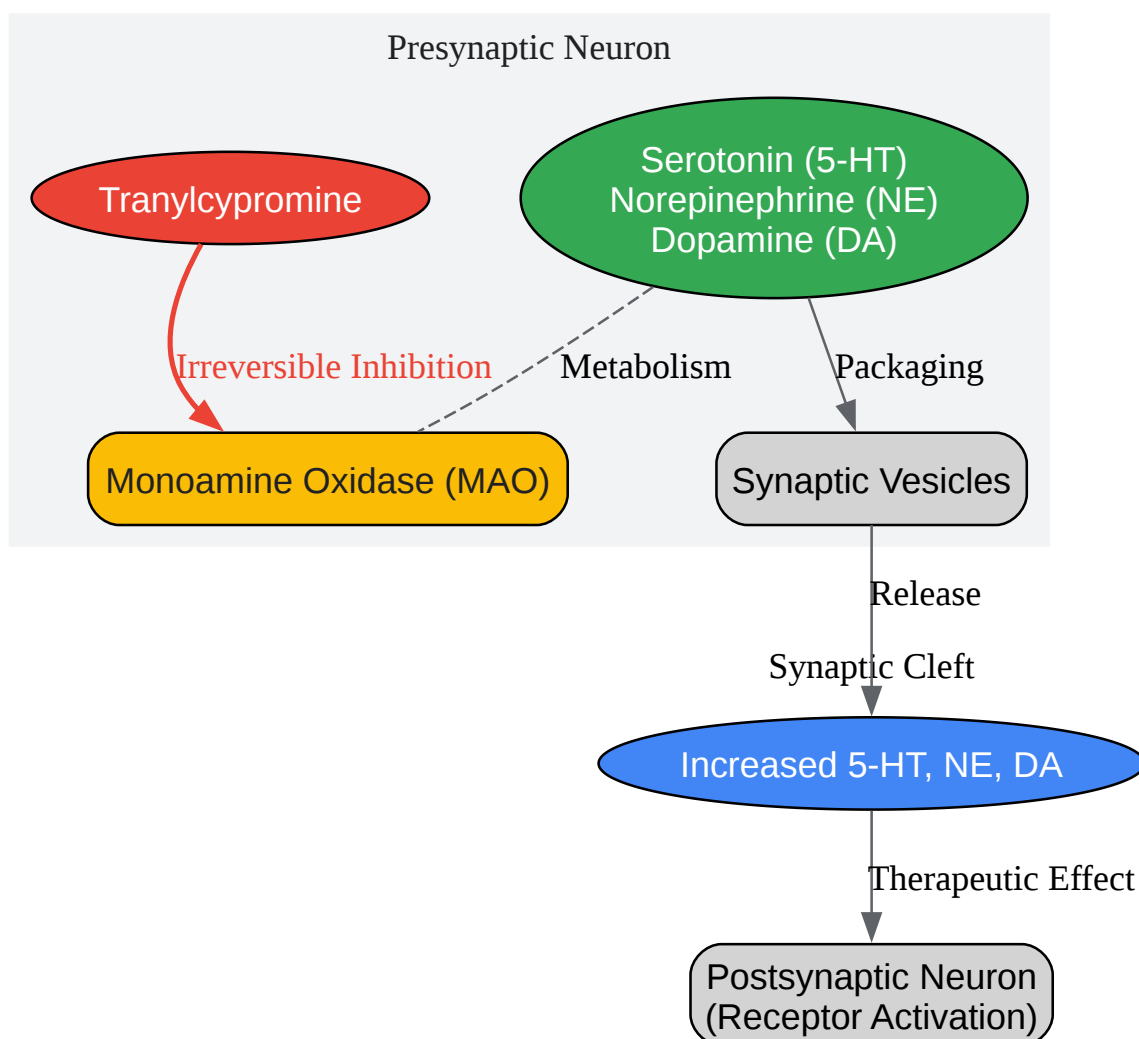 Presynaptic Neuron
Tranylcypromine
Serotonin (5-HT)
Norepinephrine (NE)
Dopamine (DA)
Irreversible Inhibition
Metabolism
Packaging
Monoamine Oxidase (MAO)
Synaptic Vesicles
Release
Synaptic Cleft
Increased 5-HT, NE, DA
Therapeutic Effect
Postsynaptic Neuron
(Receptor Activation)